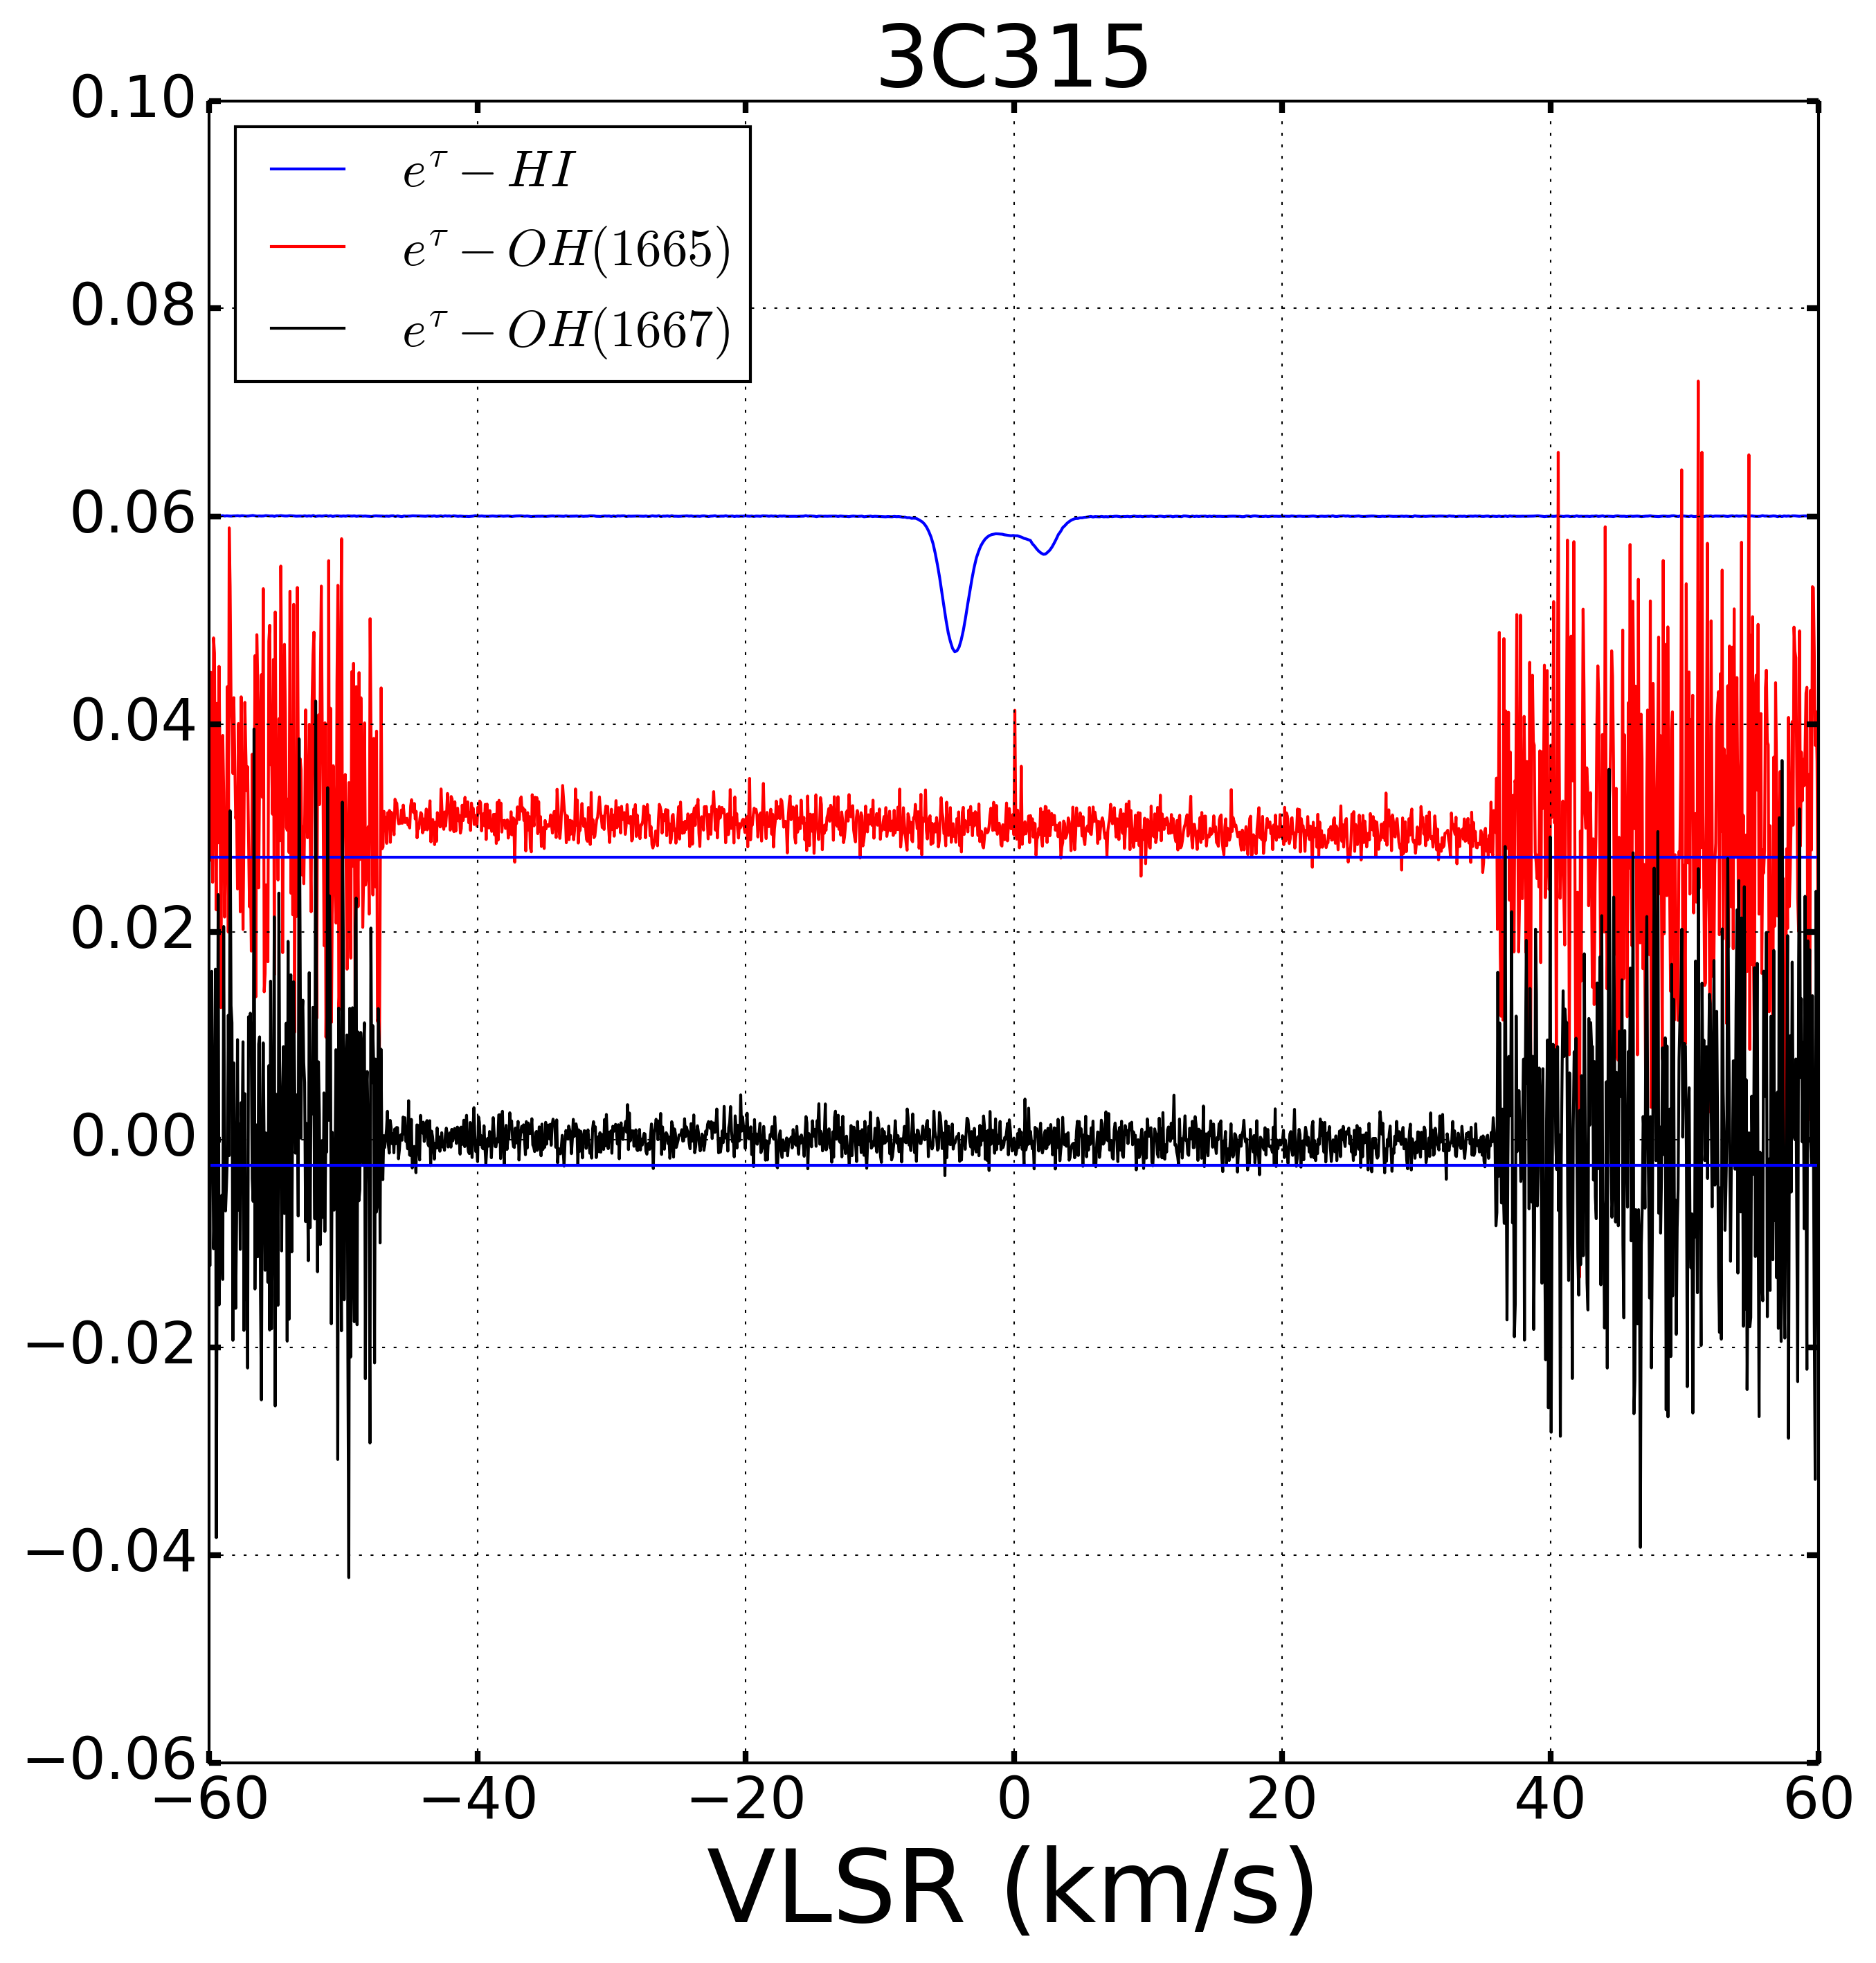 3C315
0.10
0.08
0.06
0.04
0.02
0.00
−0.02
−0.04
−0.06
e^τ − HI
e^τ − OH(1665)
e^τ − OH(1667)
−60 −40 −20 0 20 40 60
VLSR (km/s)